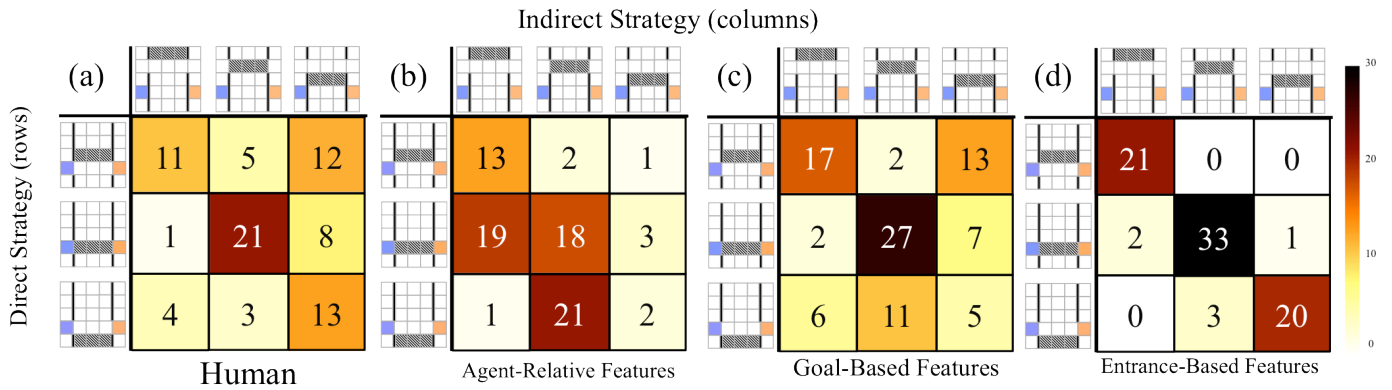 Indirect Strategy (columns)
Direct Strategy (rows)
(a)
11 5 12
1 21 8
4 3 13
Human
(b)
13 2 1
19 18 3
1 21 2
Agent-Relative Features
(c)
17 2 13
2 27 7
6 11 5
Goal-Based Features
(d)
21 0 0
2 33 1
0 3 20
Entrance-Based Features
30
20
10
0